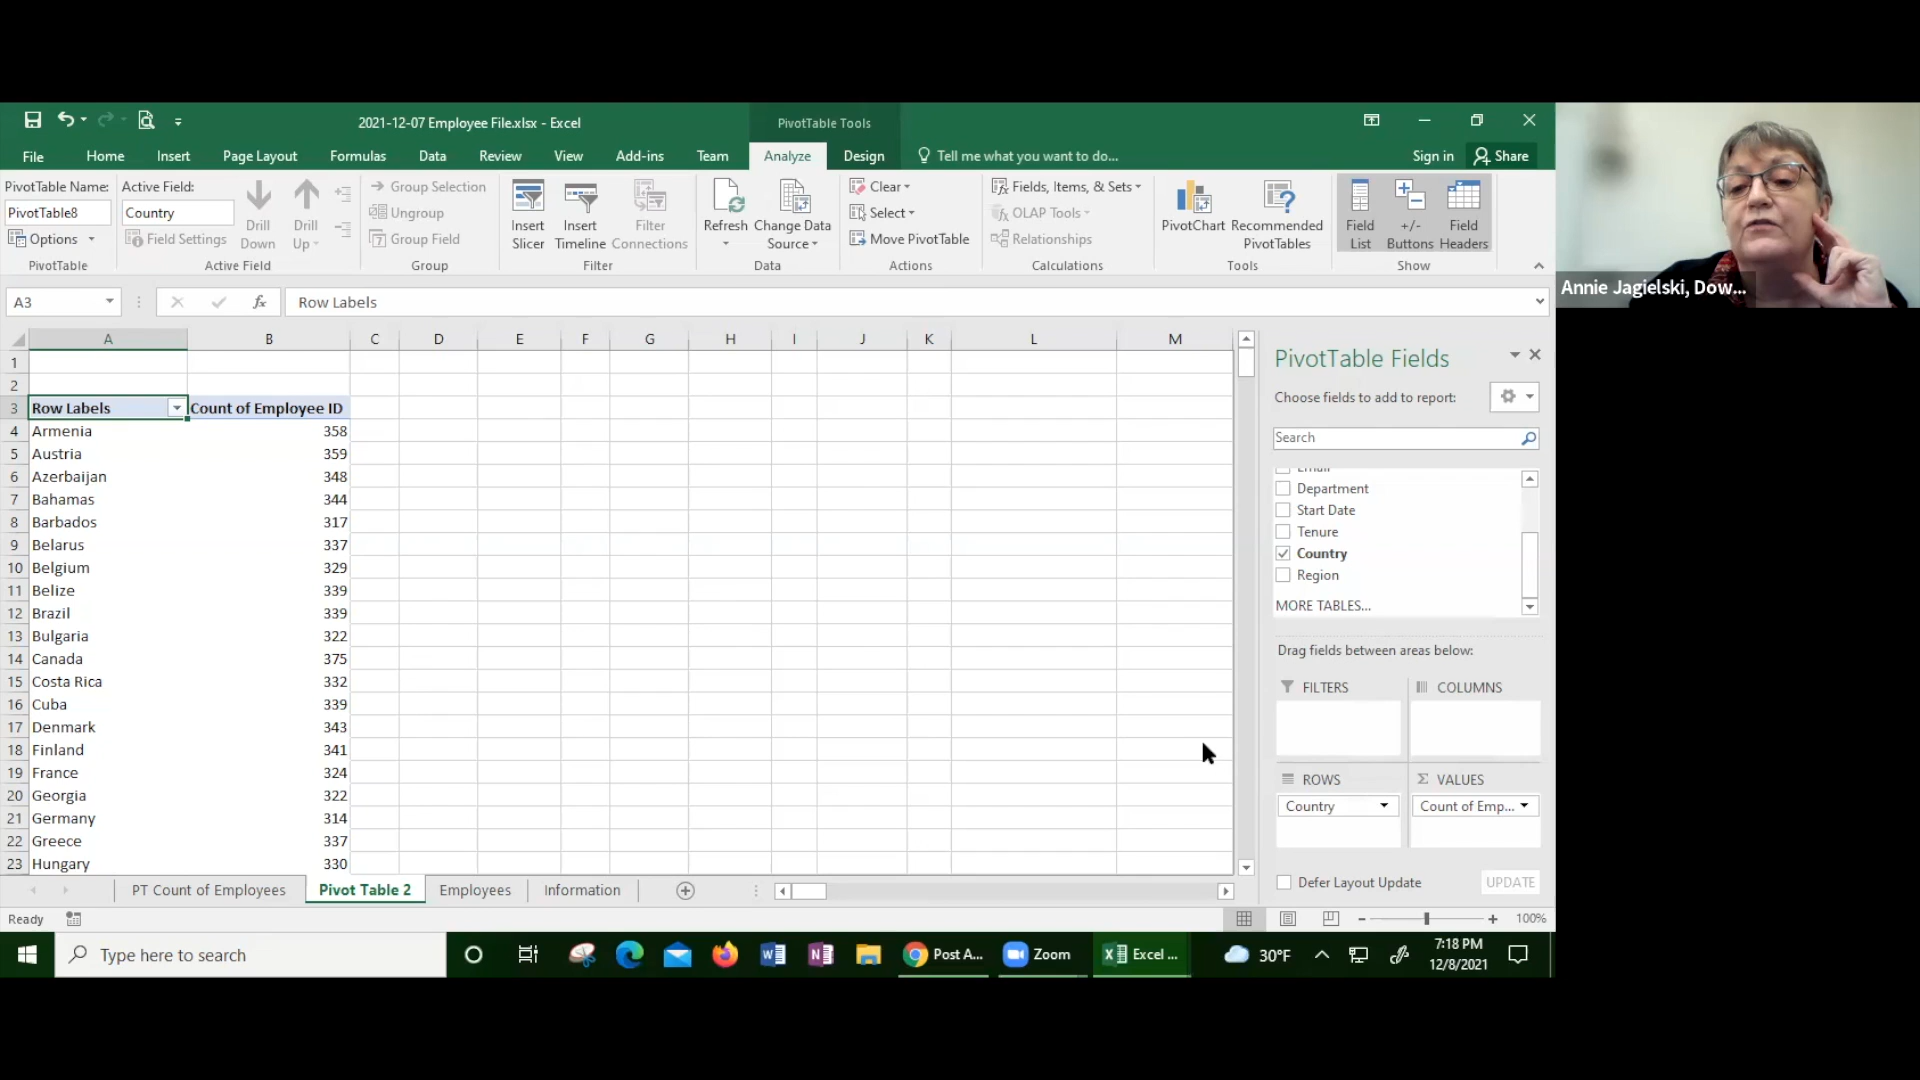 2021-12-07 Employee File.xlsx - Excel
PivotTable Tools
File Home Insert Page Layout Formulas Data Review View Add-ins Team Analyze Design Tell me what you want to do... Sign in Share
PivotTable Name:
PivotTable8
Options
PivotTable
Active Field:
Country
Field Settings
Drill Down
Drill Up
Active Field
Group Selection
Ungroup
Group Field
Group
Insert Slicer
Insert Timeline
Filter Connections
Filter
Refresh
Change Data Source
Data
Clear
Select
Move PivotTable
Actions
Fields, Items, & Sets
OLAP Tools
Relationships
Calculations
PivotChart
Recommended PivotTables
Tools
Field List
+/- Buttons
Field Headers
Show
Annie Jagielski, Dow...
A3 fx Row Labels
A B C D E F G H I J K L M
1
2
3 Row Labels Count of Employee ID
4 Armenia 358
5 Austria 359
6 Azerbaijan 348
7 Bahamas 344
8 Barbados 317
9 Belarus 337
10 Belgium 329
11 Belize 339
12 Brazil 339
13 Bulgaria 322
14 Canada 375
15 Costa Rica 332
16 Cuba 339
17 Denmark 343
18 Finland 341
19 France 324
20 Georgia 322
21 Germany 314
22 Greece 337
23 Hungary 330
PivotTable Fields
Choose fields to add to report:
Search
Email
Department
Start Date
Tenure
Country
Region
MORE TABLES...
Drag fields between areas below:
FILTERS COLUMNS
ROWS Σ VALUES
Country Count of Emp...
Defer Layout Update UPDATE
PT Count of Employees Pivot Table 2 Employees Information
Ready 100%
Type here to search Post A... Zoom Excel ... 30°F 7:18 PM
12/8/2021